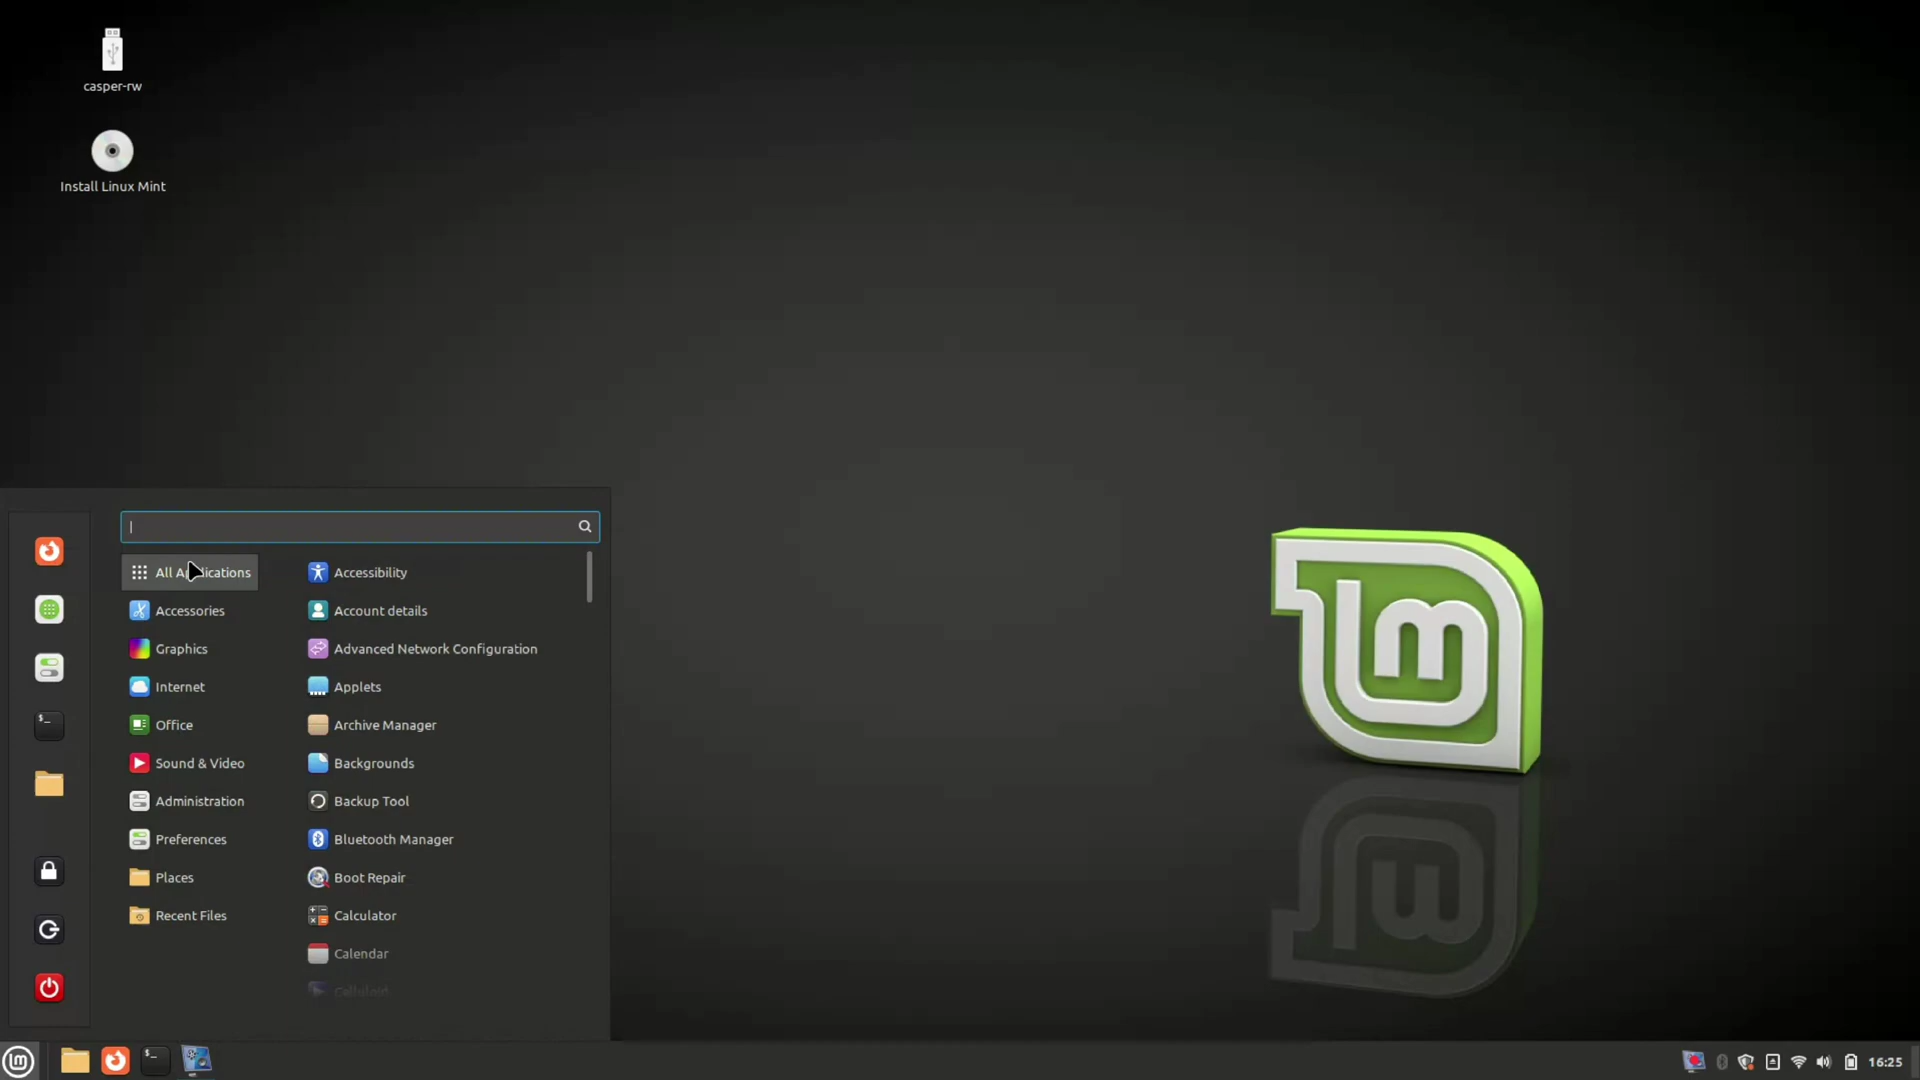 casper-rw
Install Linux Mint
All Applications
Accessories
Graphics
Internet
Office
Sound & Video
Administration
Preferences
Places
Recent Files
Accessibility
Account details
Advanced Network Configuration
Applets
Archive Manager
Backgrounds
Backup Tool
Bluetooth Manager
Boot Repair
Calculator
Calendar
Celluloid
lm
16:25